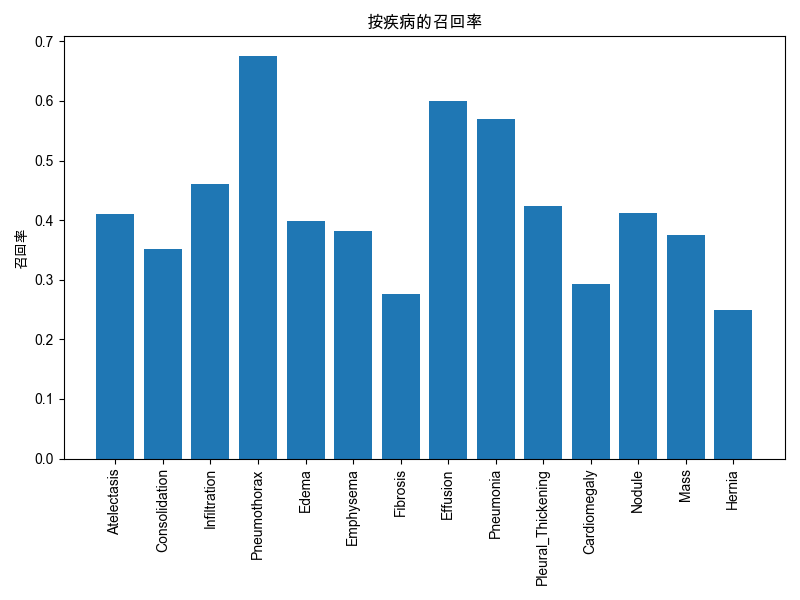 按疾病的召回率
召回率
0.7
0.6
0.5
0.4
0.3
0.2
0.1
0.0
Atelectasis
Consolidation
Infiltration
Pneumothorax
Edema
Emphysema
Fibrosis
Effusion
Pneumonia
Pleural_Thickening
Cardiomegaly
Nodule
Mass
Hernia